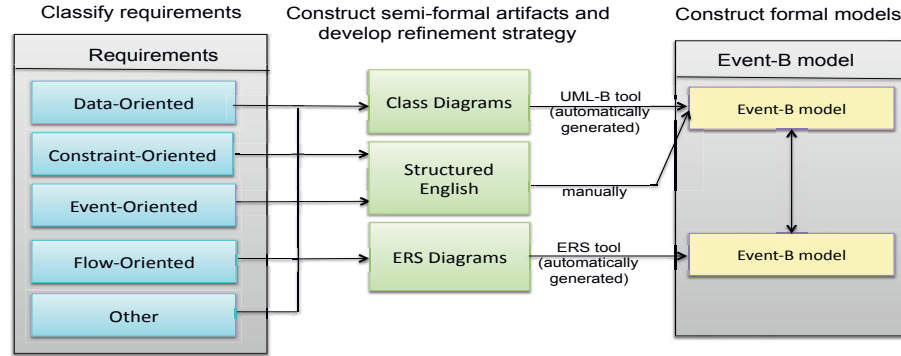 Classify requirements
Construct semi-formal artifacts and
develop refinement strategy
Construct formal models
Requirements
Data-Oriented
Constraint-Oriented
Event-Oriented
Flow-Oriented
Other
Class Diagrams
Structured
English
ERS Diagrams
UML-B tool
(automatically
generated)
manually
ERS tool
(automatically
generated)
Event-B model
Event-B model
Event-B model